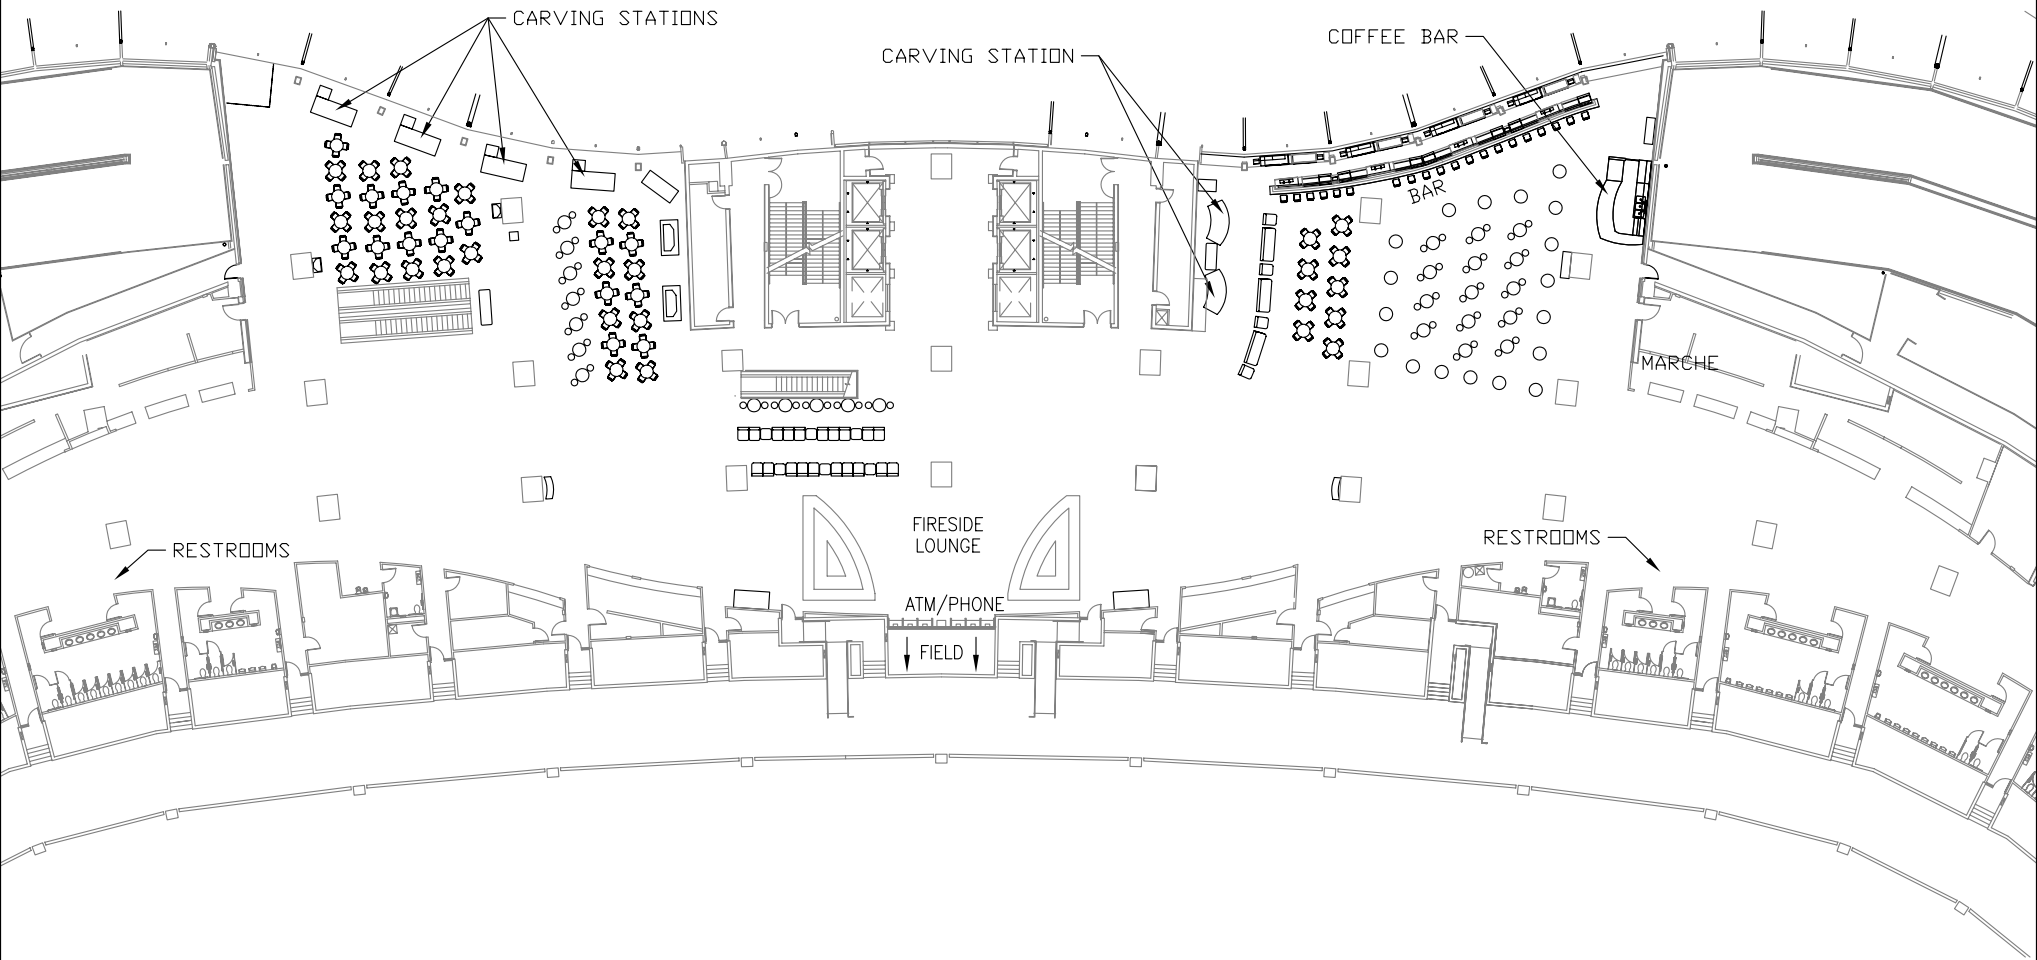 CARVING STATIONS
CARVING STATION
COFFEE BAR
BAR
MARCHE
FIRESIDE
LOUNGE
RESTROOMS
RESTROOMS
ATM/PHONE
FIELD